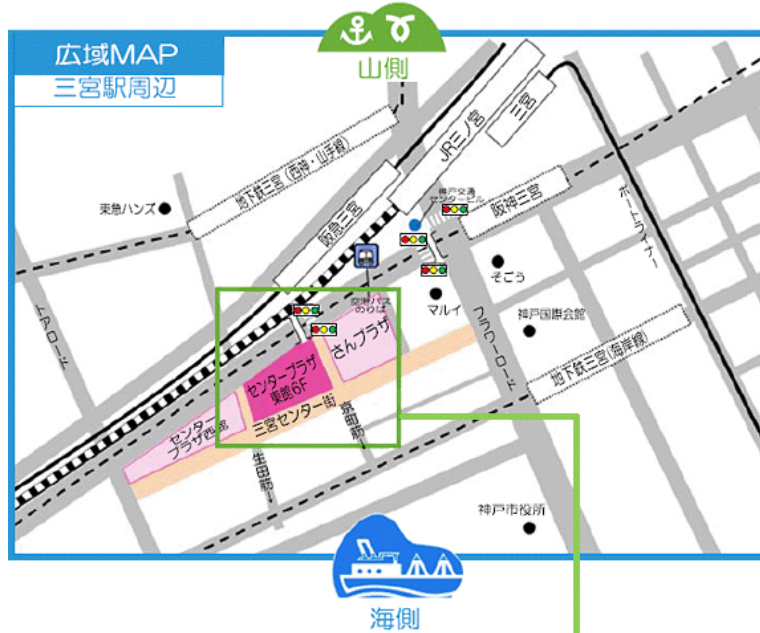 広域MAP
三宮駅周辺
山側
JR三ノ宮
三宮
地下鉄三宮(西神・山手線)
東急ハンズ
阪急三宮
神戸交通
センタービル
阪神三宮
ポートライナー
そごう
空港バス
のりば
マルイ
トアロード
フラワーロード
神戸国際会館
さんプラザ
地下鉄三宮(海岸線)
センタープラザ
東館6F
三宮センター街
センター
プラザ西館
京町筋→
生田筋→
神戸市役所
海側